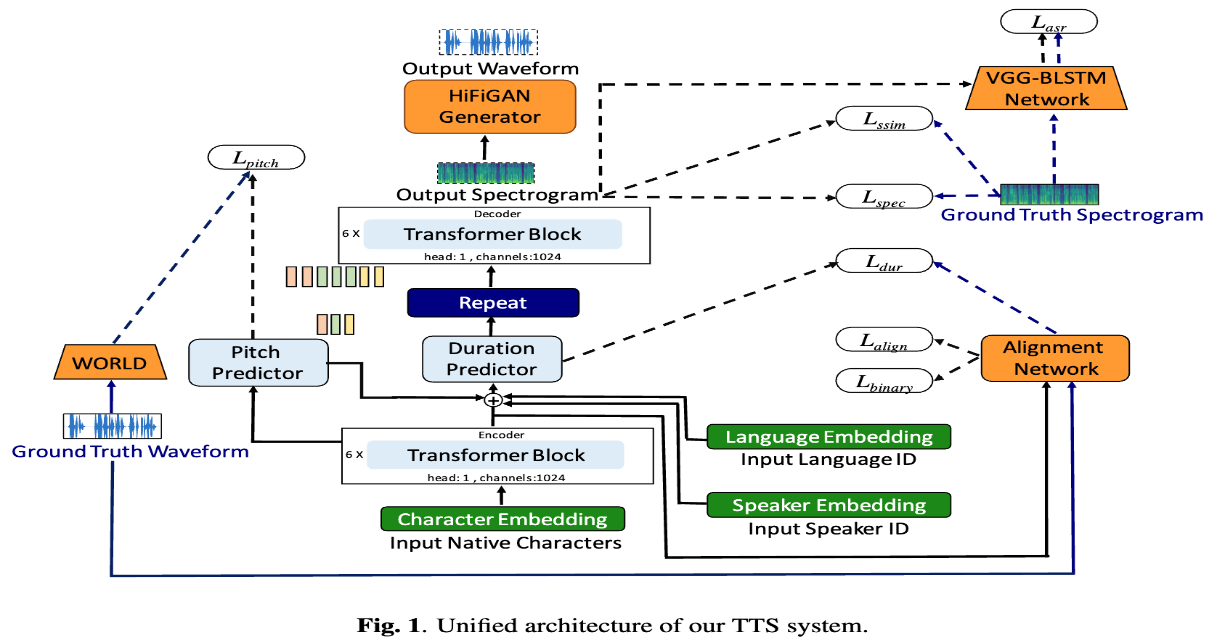 L_asr
VGG-BLSTM
Network
Output Waveform
HiFiGAN
Generator
L_ssim
L_pitch
Output Spectrogram
L_spec
Ground Truth Spectrogram
Decoder
6 X
Transformer Block
head: 1 , channels:1024
L_dur
Repeat
WORLD
Pitch
Predictor
Duration
Predictor
L_align
Alignment
Network
L_binary
+
Ground Truth Waveform
Encoder
6 X
Transformer Block
head: 1 , channels:1024
Language Embedding
Input Language ID
Speaker Embedding
Input Speaker ID
Character Embedding
Input Native Characters
Fig. 1. Unified architecture of our TTS system.